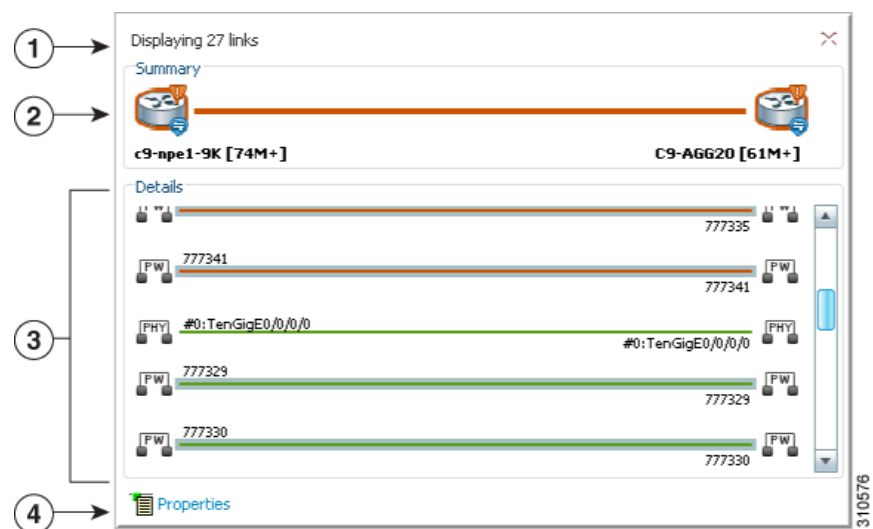 1
Displaying 27 links
Summary
2
c9-npe1-9K [74M+]
C9-AGG20 [61M+]
Details
777335
PW
777341
PW
777341
3
PHY
#0:TenGigE0/0/0/0
PHY
#0:TenGigE0/0/0/0
PW
777329
PW
777329
PW
777330
PW
777330
4
Properties
310576